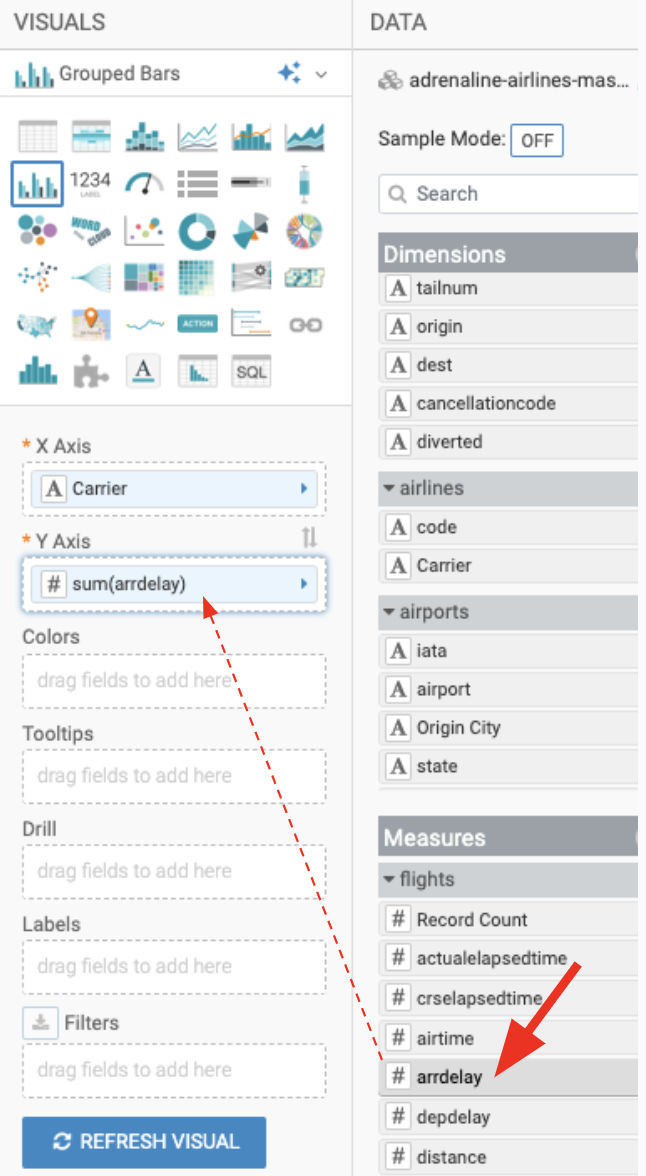 VISUALS
Grouped Bars
1234
LABEL
WORD
CLOUD
ACTION
A
SQL
* X Axis
A Carrier
* Y Axis
# sum(arrdelay)
Colors
drag fields to add here
Tooltips
drag fields to add here
Drill
drag fields to add here
Labels
drag fields to add here
Filters
drag fields to add here
REFRESH VISUAL
DATA
adrenaline-airlines-mas...
Sample Mode: OFF
Search
Dimensions
A tailnum
A origin
A dest
A cancellationcode
A diverted
airlines
A code
A Carrier
airports
A iata
A airport
A Origin City
A state
Measures
flights
# Record Count
# actualelapsedtime
# crselapsedtime
# airtime
# arrdelay
# depdelay
# distance